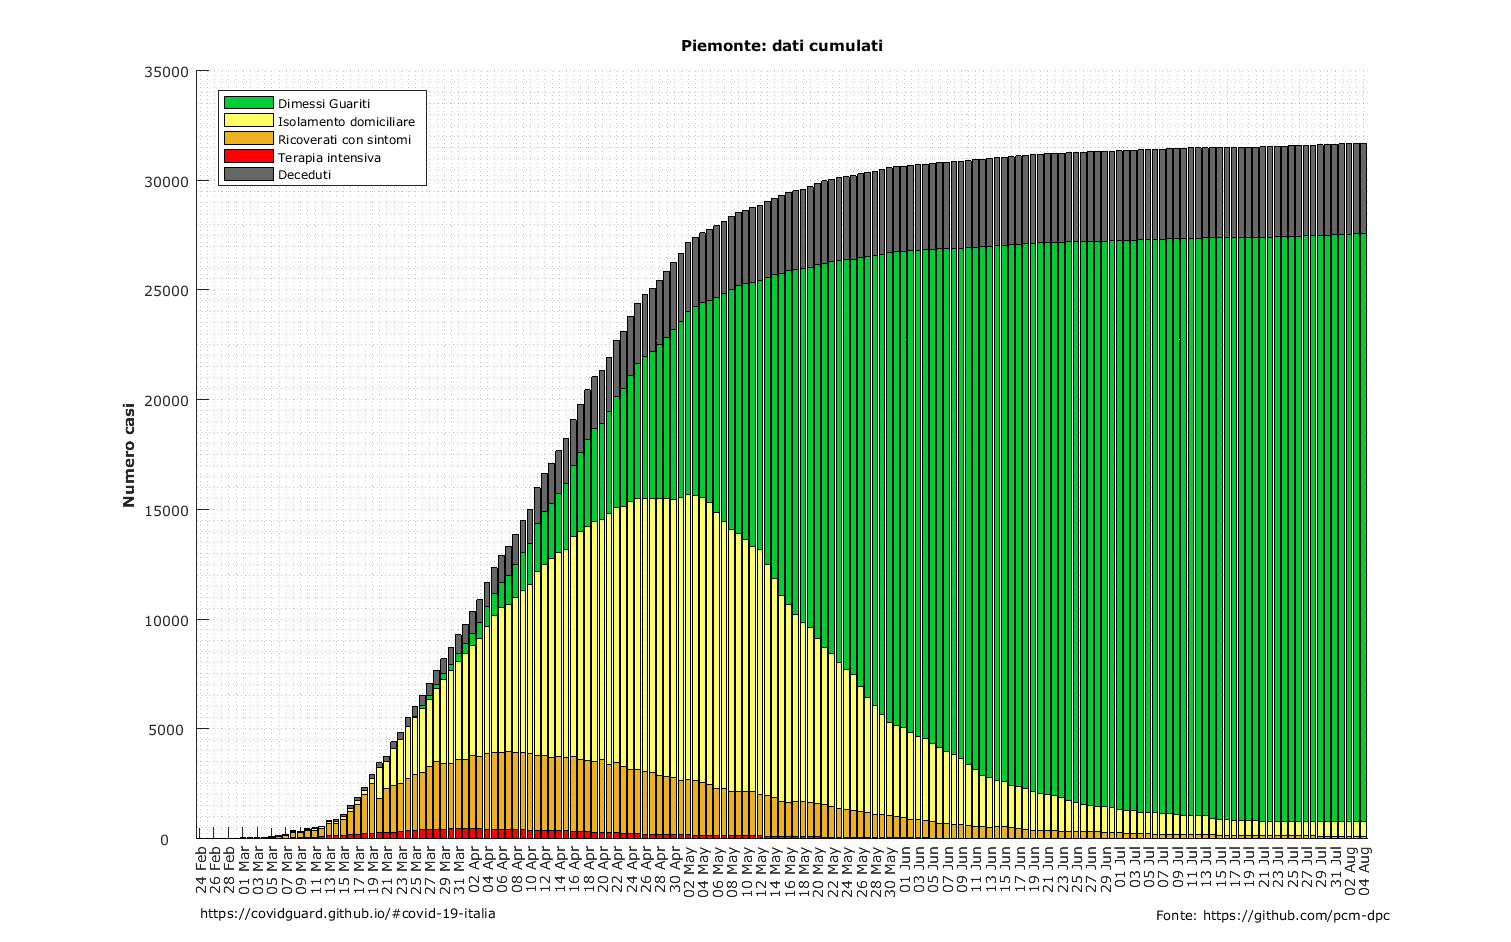 Piemonte: dati cumulati
35000
30000
25000
20000
15000
10000
5000
0
Numero casi
Dimessi Guariti
Isolamento domiciliare
Ricoverati con sintomi
Terapia intensiva
Deceduti
24 Feb
26 Feb
28 Feb
01 Mar
03 Mar
05 Mar
07 Mar
09 Mar
11 Mar
13 Mar
15 Mar
17 Mar
19 Mar
21 Mar
23 Mar
25 Mar
27 Mar
29 Mar
31 Mar
02 Apr
04 Apr
06 Apr
08 Apr
10 Apr
12 Apr
14 Apr
16 Apr
18 Apr
20 Apr
22 Apr
24 Apr
26 Apr
28 Apr
30 Apr
02 May
04 May
06 May
08 May
10 May
12 May
14 May
16 May
18 May
20 May
22 May
24 May
26 May
28 May
30 May
01 Jun
03 Jun
05 Jun
07 Jun
09 Jun
11 Jun
13 Jun
15 Jun
17 Jun
19 Jun
21 Jun
23 Jun
25 Jun
27 Jun
29 Jun
01 Jul
03 Jul
05 Jul
07 Jul
09 Jul
11 Jul
13 Jul
15 Jul
17 Jul
19 Jul
21 Jul
23 Jul
25 Jul
27 Jul
29 Jul
31 Jul
02 Aug
04 Aug
https://covidguard.github.io/#covid-19-italia
Fonte: https://github.com/pcm-dpc